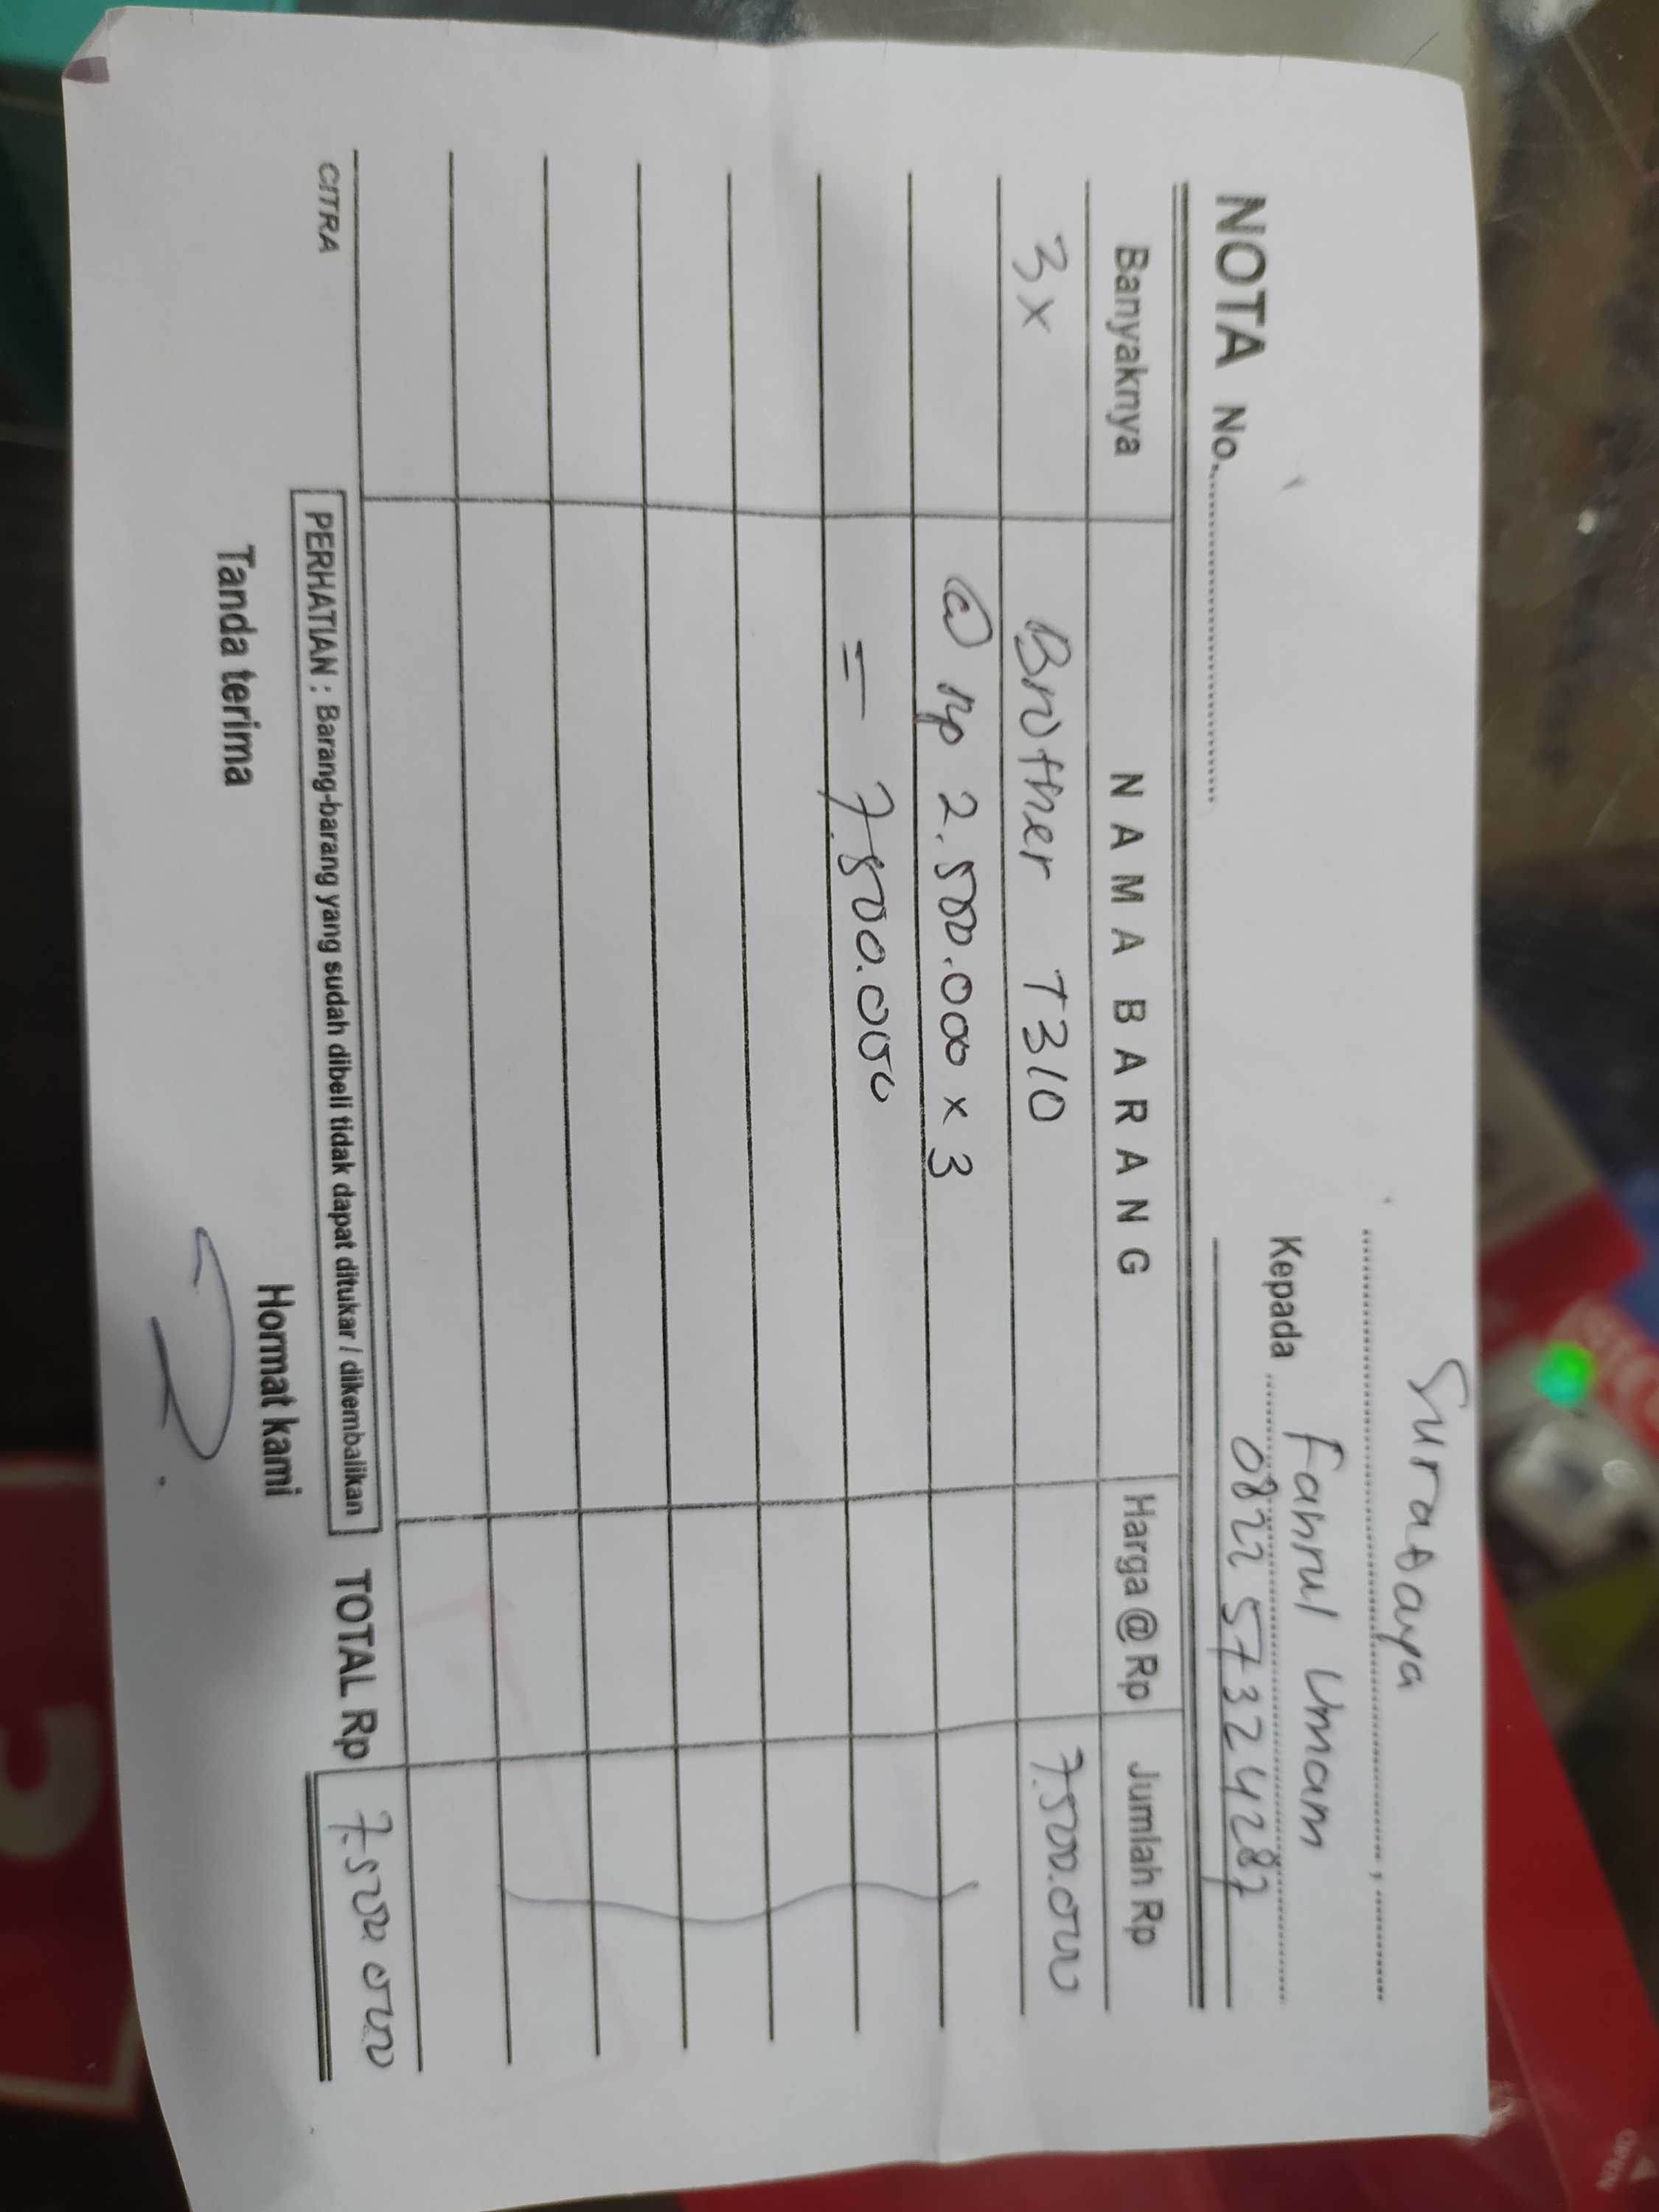 Surabaya
NOTA No.
Kepada Fahrul Umam
0822 57324287
Banyaknya NAMA BARANG Harga @ Rp Jumlah Rp
3x Brother T310 7.500.000
@ Rp 2.500.000 x 3
= 7.500.000
PERHATIAN : Barang-barang yang sudah dibeli tidak dapat ditukar / dikembalikan TOTAL Rp 7.500.000
CITRA
Tanda terima Hormat kami
OPEN